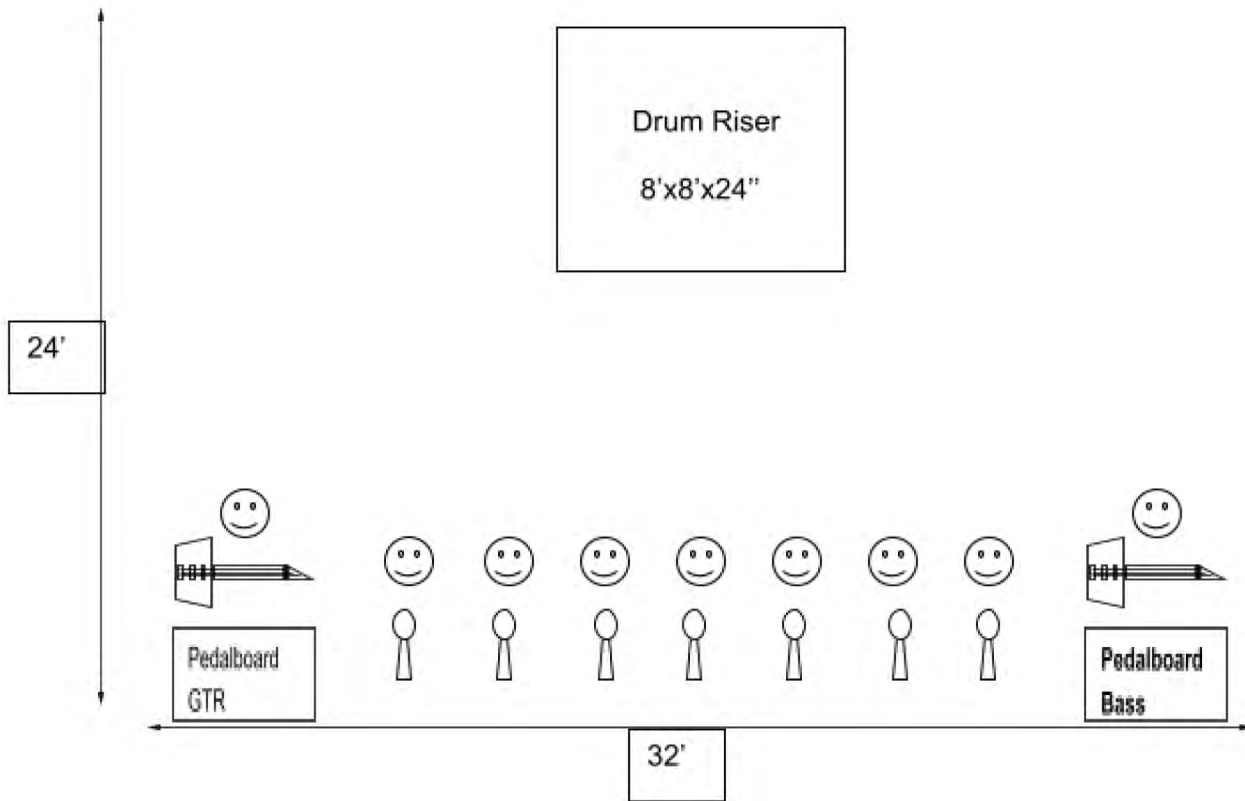 Drum Riser
8’x8’x24’’
24’
Pedalboard
GTR
Pedalboard
Bass
32’